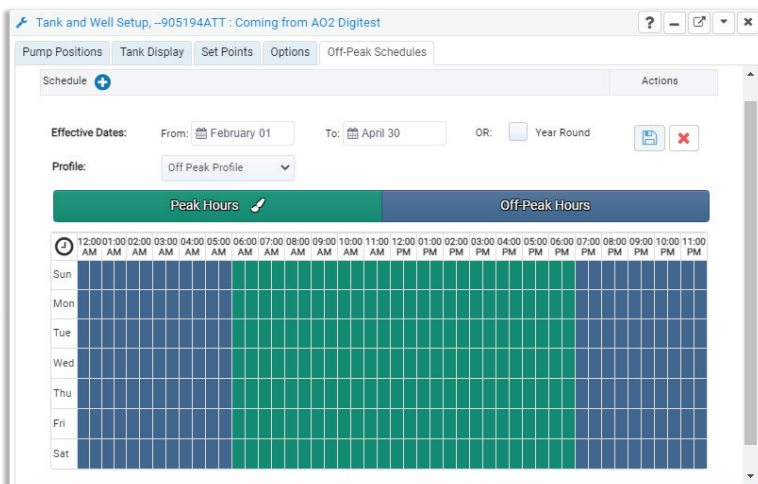 Tank and Well Setup, --905194ATT : Coming from AO2 Digitest ?
Pump Positions Tank Display Set Points Options Off-Peak Schedules
Schedule Actions
Effective Dates: From: February 01 To: April 30 OR: Year Round
Profile: Off Peak Profile
Peak Hours Off-Peak Hours
12:00 01:00 02:00 03:00 04:00 05:00 06:00 07:00 08:00 09:00 10:00 11:00 12:00 01:00 02:00 03:00 04:00 05:00 06:00 07:00 08:00 09:00 10:00 11:00
AM AM AM AM AM AM AM AM AM AM AM AM PM PM PM PM PM PM PM PM PM PM PM PM
Sun
Mon
Tue
Wed
Thu
Fri
Sat